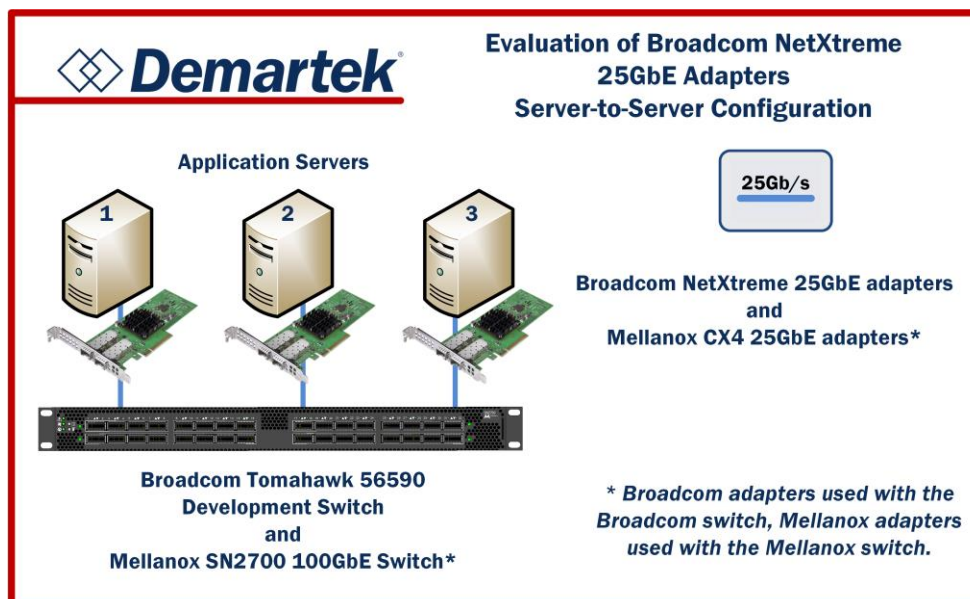 Demartek
Evaluation of Broadcom NetXtreme
25GbE Adapters
Server-to-Server Configuration
Application Servers
1
2
3
25Gb/s
Broadcom NetXtreme 25GbE adapters
and
Mellanox CX4 25GbE adapters*
Broadcom Tomahawk 56590
Development Switch
and
Mellanox SN2700 100GbE Switch*
* Broadcom adapters used with the
Broadcom switch, Mellanox adapters
used with the Mellanox switch.